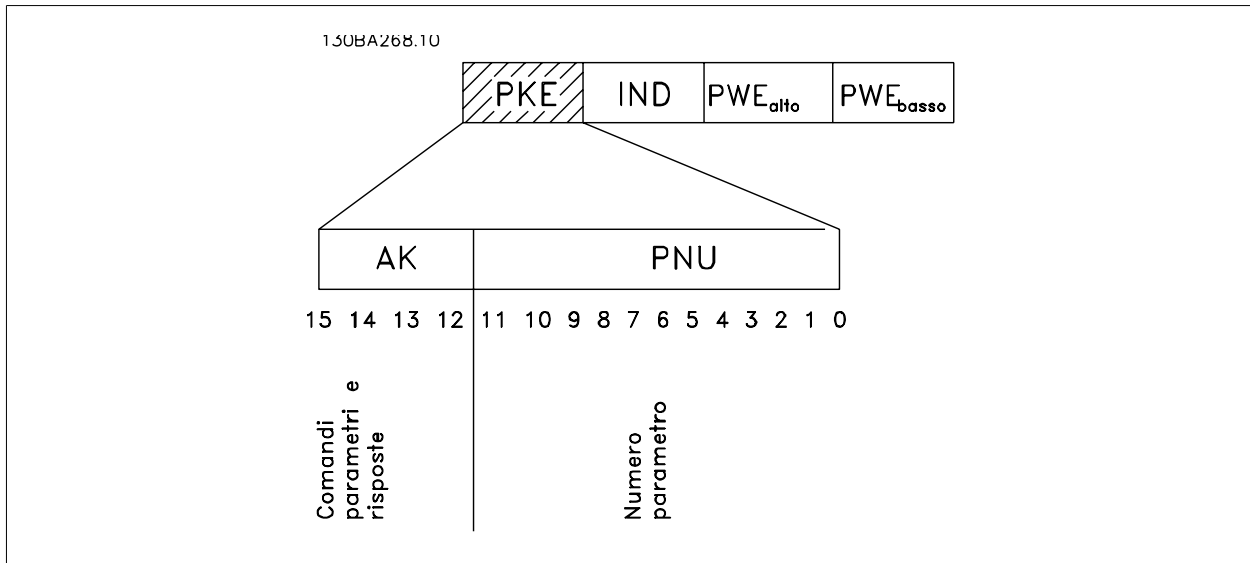 130BA268.10
PKE IND PWEalto PWEbasso
AK PNU
15 14 13 12 11 10 9 8 7 6 5 4 3 2 1 0
Comandi
parametri e
risposte
Numero
parametro